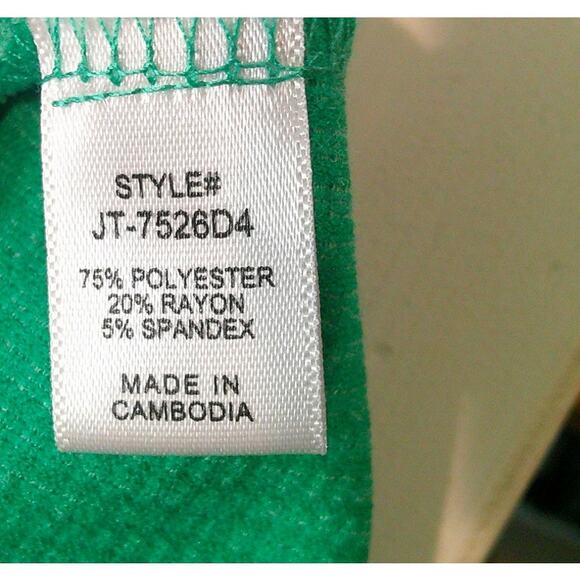 STYLE#
JT-7526D4
75% POLYESTER
20% RAYON
5% SPANDEX
MADE IN
CAMBODIA